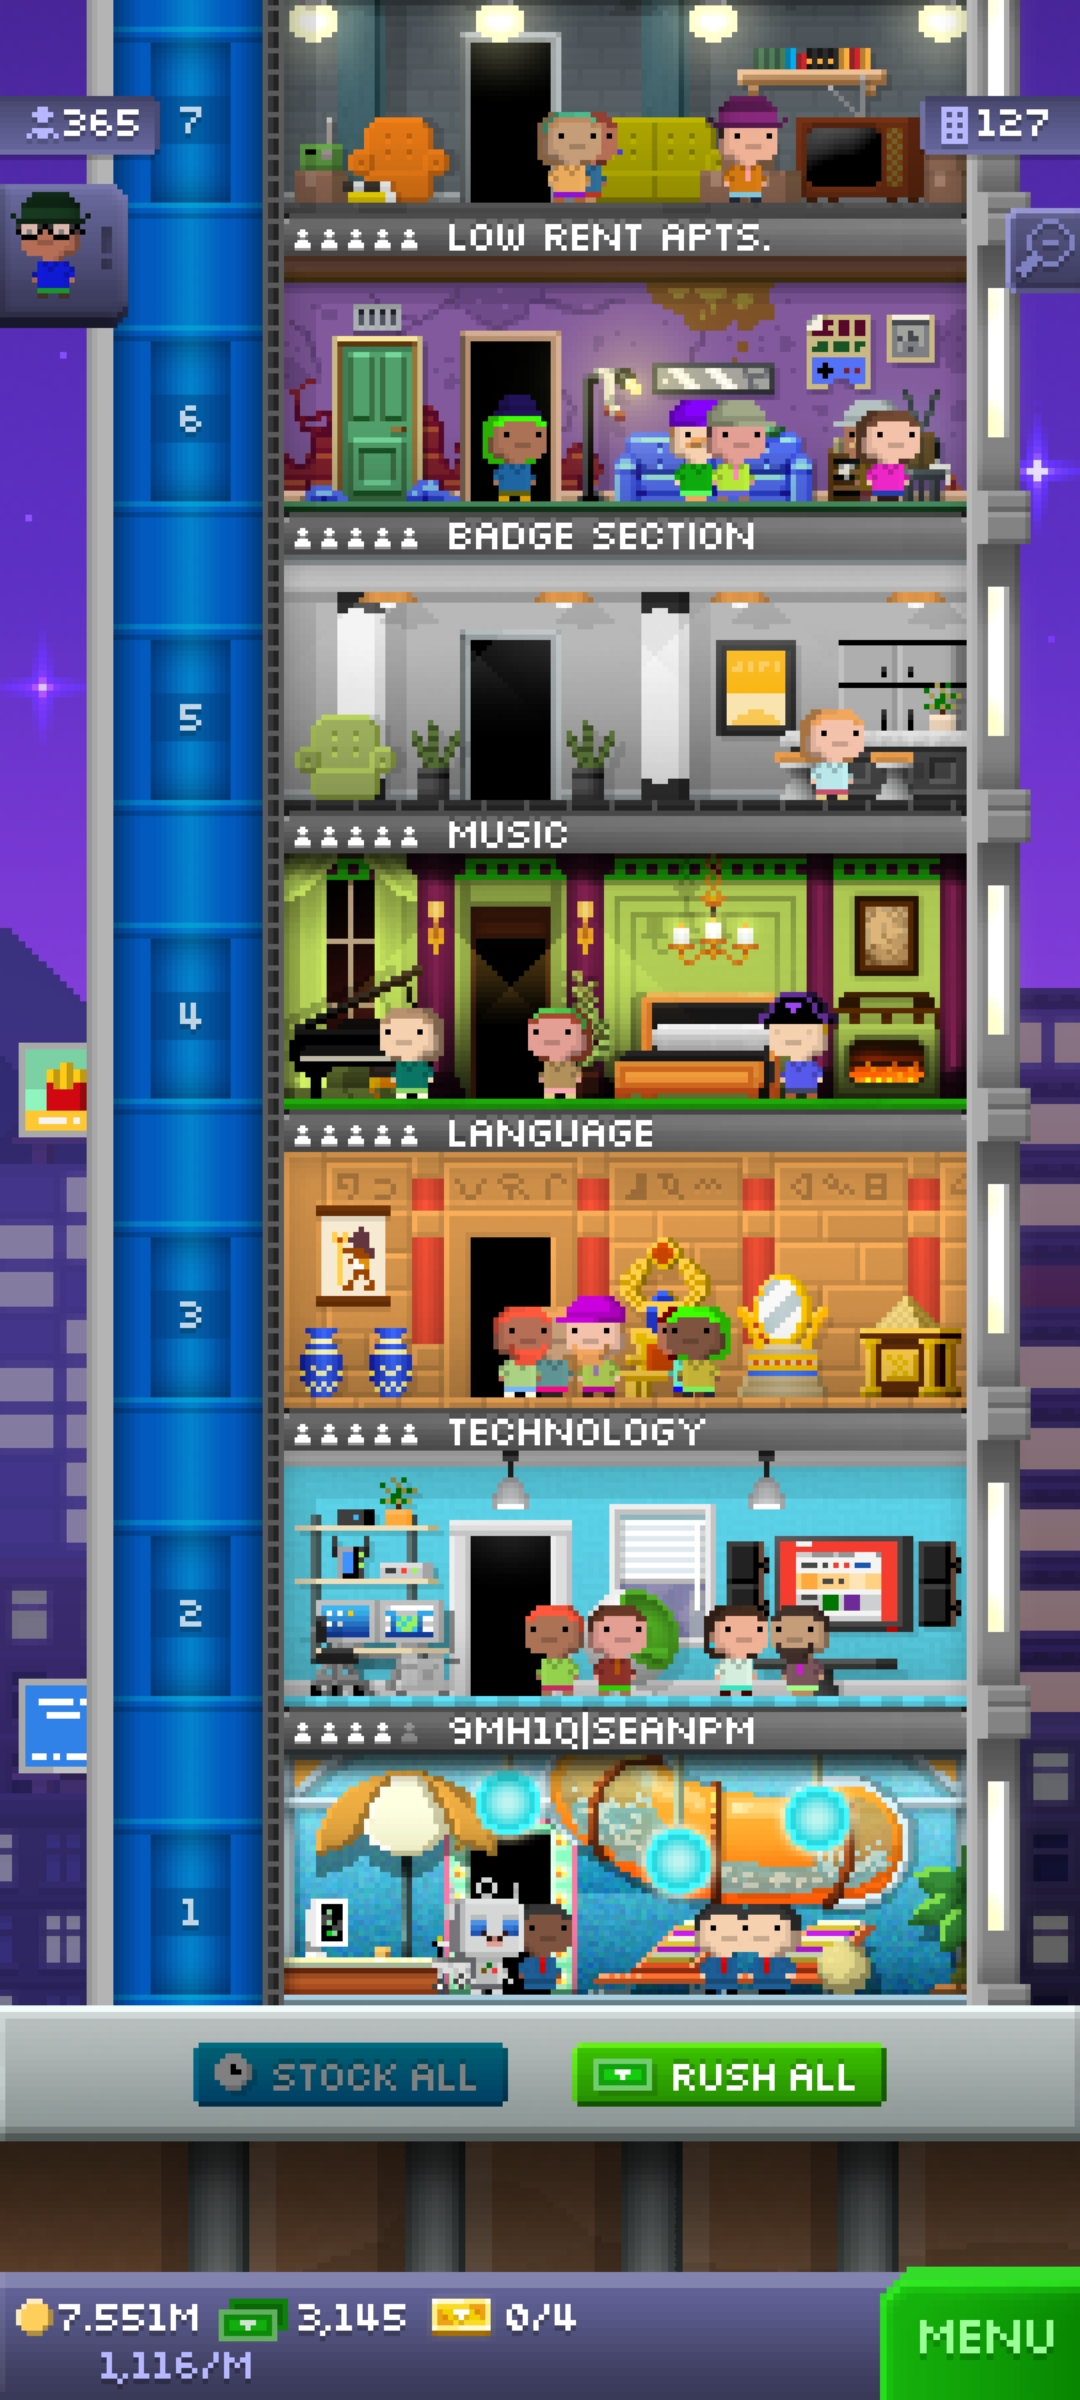 7
365
127
LOW RENT APTS.
6
BADGE SECTION
5
MUSIC
4
LANGUAGE
3
TECHNOLOGY
2
9MH1Q|SEANPM
1
STOCK ALL
RUSH ALL
7.551M
3,145
0/4
1,116/M
MENU